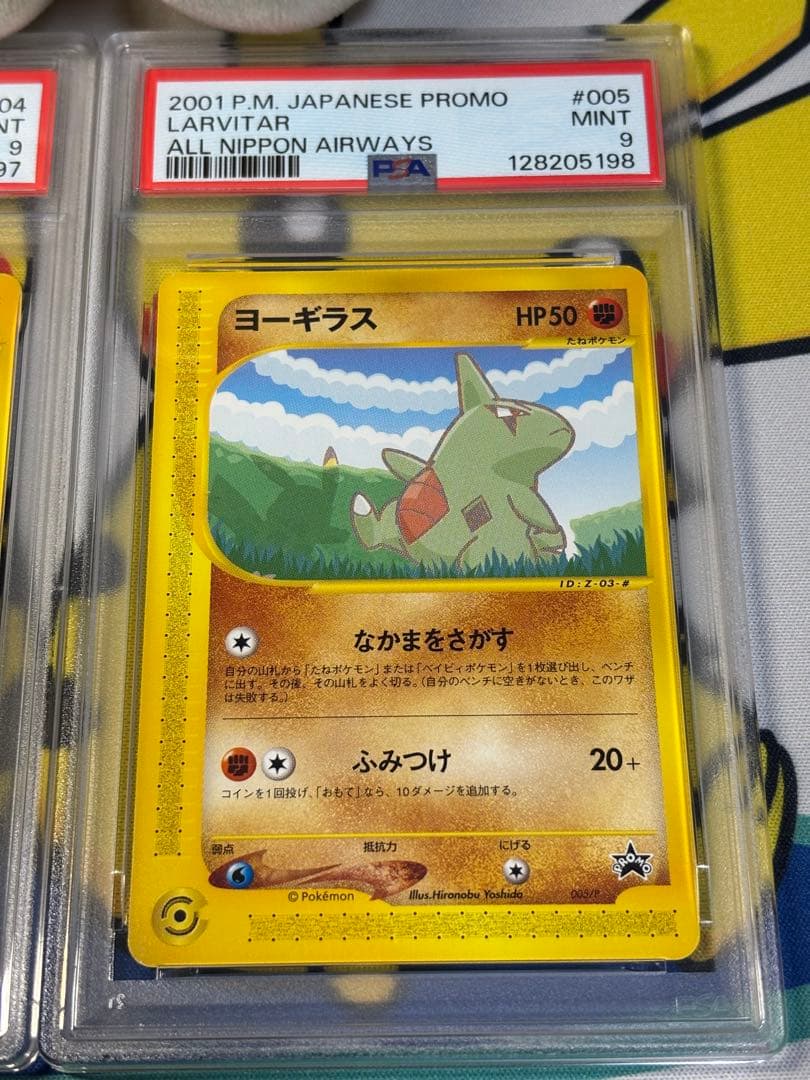 04
NT
9
97
2001 P.M. JAPANESE PROMO #005
LARVITAR MINT
ALL NIPPON AIRWAYS 9
PSA 128205198
ヨーギラス HP50
たねポケモン
ID:Z-03-#
なかまをさがす
自分の山札から「たねポケモン」または「ベイビィポケモン」を1枚選び出し、ベンチ
に出す。その後、その山札をよく切る。(自分のベンチに空きがないとき、このワザ
は失敗する。)
ふみつけ 20+
コインを1回投げ、「おもて」なら、10ダメージを追加する。
弱点 抵抗力 にげる
PROMO
© Pokémon Illus.Hironobu Yoshida 005/P